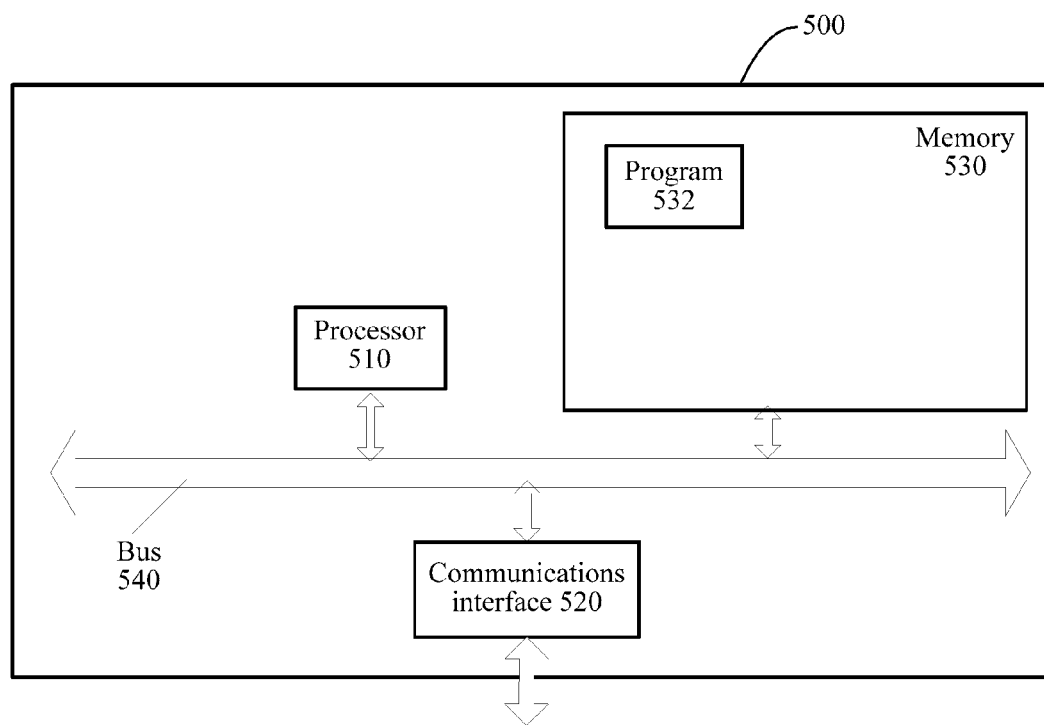 500
Memory
530
Program
532
Processor
510
Bus
540
Communications
interface 520